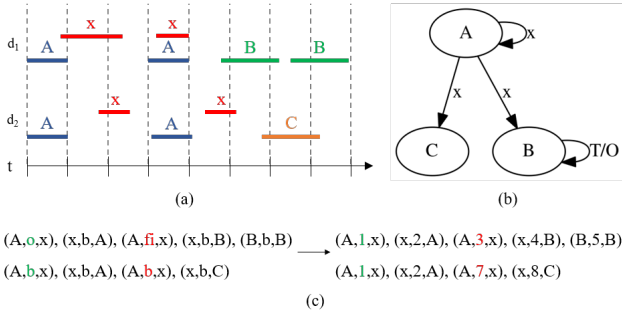 x x
d1 A A B B
x x
d2 A A C
t
(a)
A x
x x
C B T/O
(b)
(A,o,x), (x,b,A), (A,fi,x), (x,b,B), (B,b,B) (A,1,x), (x,2,A), (A,3,x), (x,4,B), (B,5,B)
(A,b,x), (x,b,A), (A,b,x), (x,b,C) (A,1,x), (x,2,A), (A,7,x), (x,8,C)
(c)